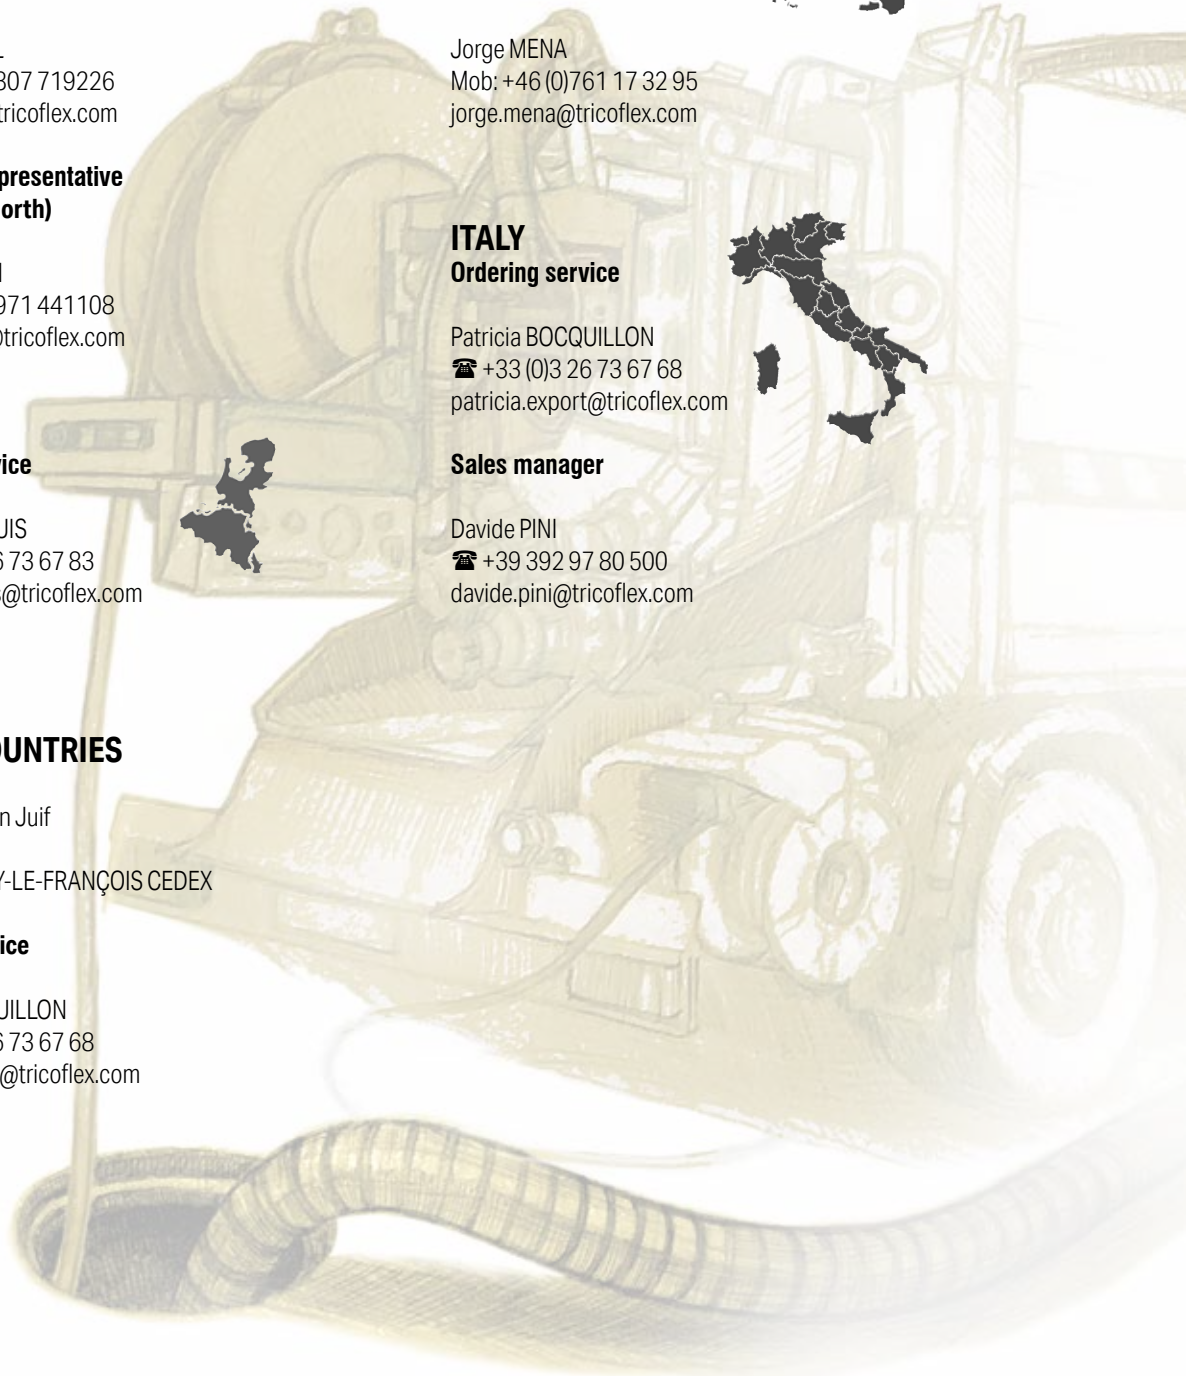 307 719226
tricoflex.com
presentative
orth)
971 441108
@tricoflex.com
vice
UIS
6 73 67 83
s@tricoflex.com
OUNTRIES
n Juif
Y-LE-FRANÇOIS CEDEX
ice
UILLON
6 73 67 68
@tricoflex.com
Jorge MENA
Mob: +46 (0)761 17 32 95
jorge.mena@tricoflex.com
ITALY
Ordering service
Patricia BOCQUILLON
☎ +33 (0)3 26 73 67 68
patricia.export@tricoflex.com
Sales manager
Davide PINI
☎ +39 392 97 80 500
davide.pini@tricoflex.com